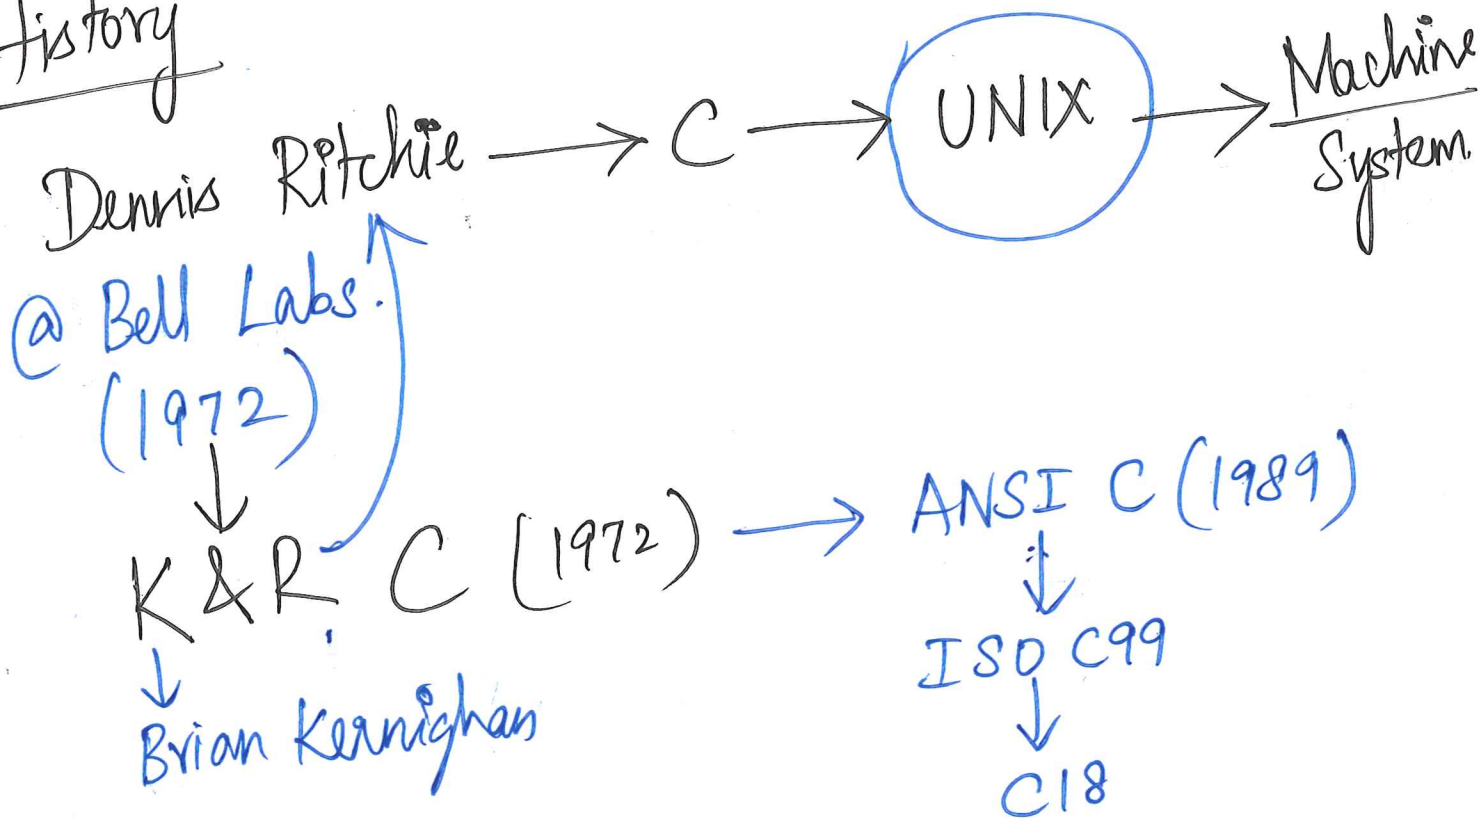 History
Dennis Ritchie → C → UNIX → Machine
System.
@ Bell Labs.
(1972)
↓
K & R C (1972) → ANSI C (1989)
↓ ↓
Brian Kernighan ISO C99
↓
C18